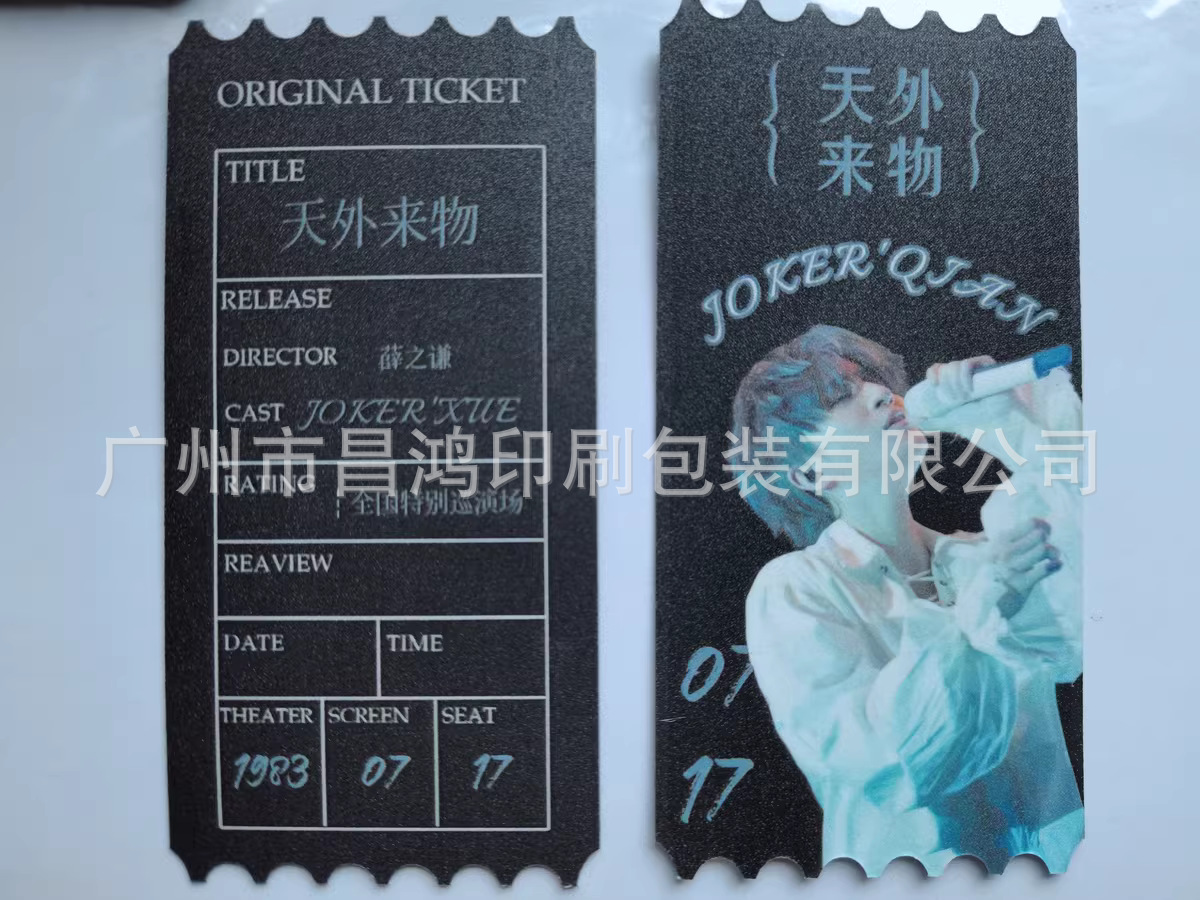 ORIGINAL TICKET
TITLE
天外来物
RELEASE
DIRECTOR 薛之谦
CAST JOKER'XUE
RATING
全国特别巡演场
REAVIEW
DATE TIME
THEATER SCREEN SEAT
1983 07 17
天外
来物
JOKER'QIAN
07
17
广州市昌鸿印刷包装有限公司